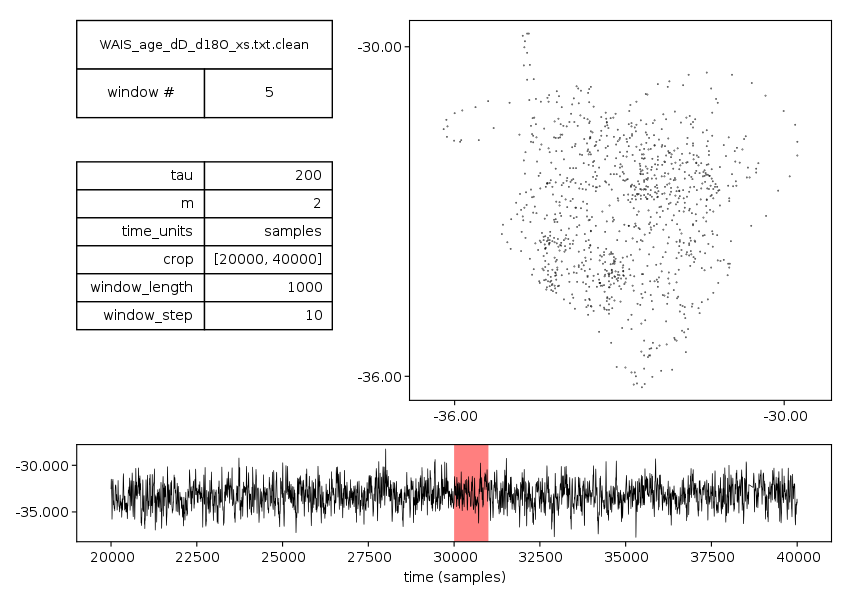 WAIS_age_dD_d18O_xs.txt.clean
window # 5
tau 200
m 2
time_units samples
crop [20000, 40000]
window_length 1000
window_step 10
-30.00
-36.00
-36.00 -30.00
-30.000
-35.000
20000 22500 25000 27500 30000 32500 35000 37500 40000
time (samples)